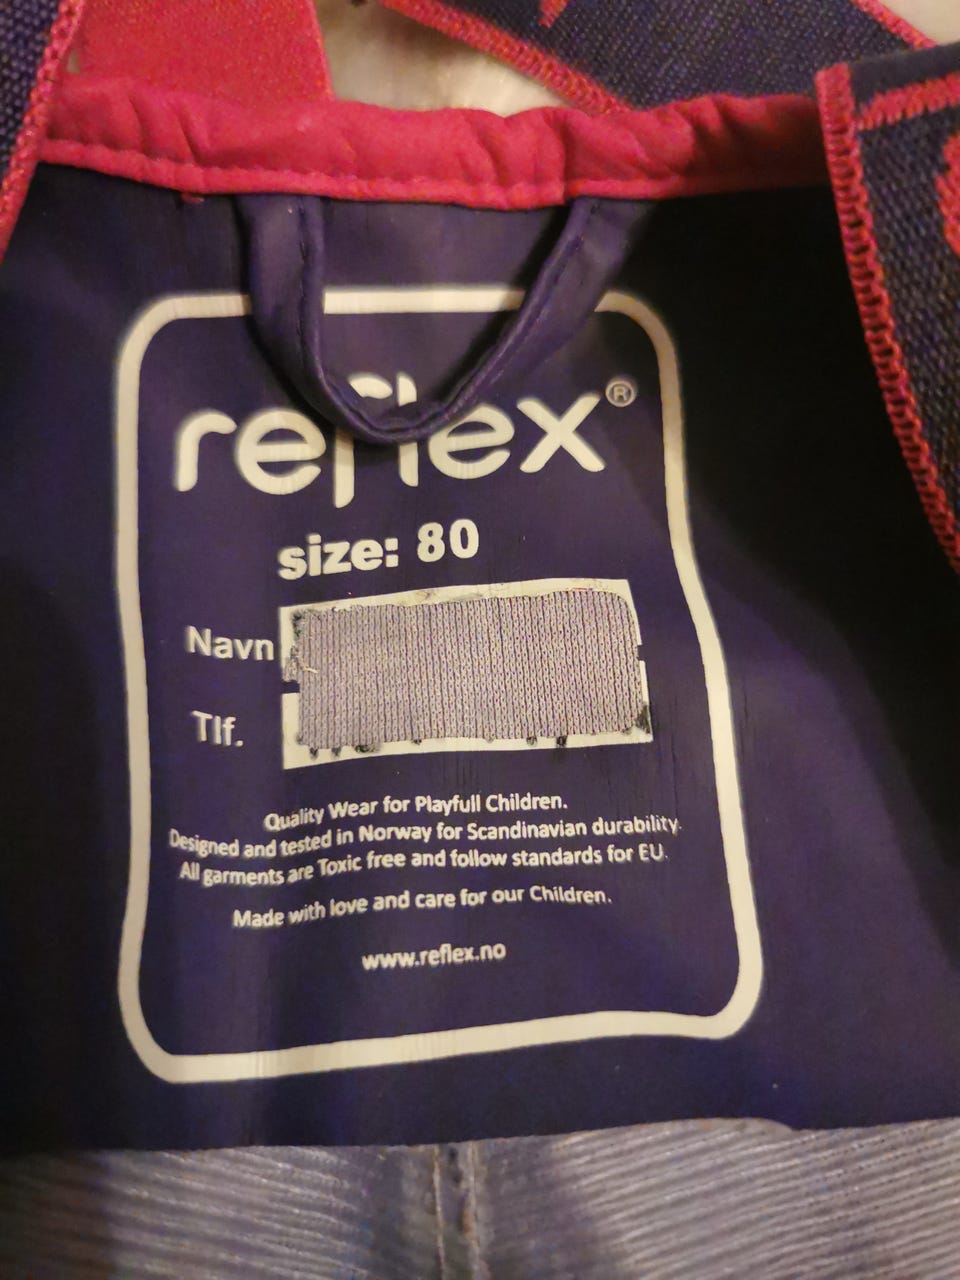 reflex®
size: 80
Navn
Tlf.
Quality Wear for Playfull Children.
Designed and tested in Norway for Scandinavian durability.
All garments are Toxic free and follow standards for EU.
Made with love and care for our Children.
www.reflex.no